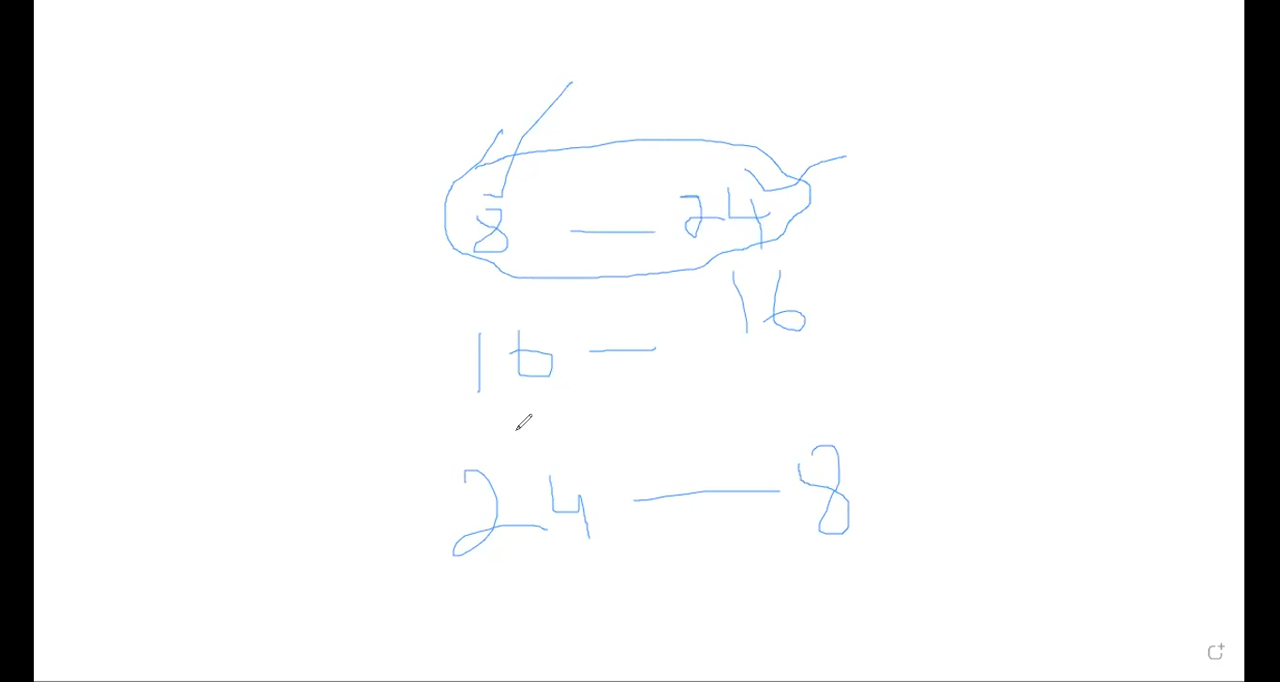 8 — 24
16
16 —
24 — 8